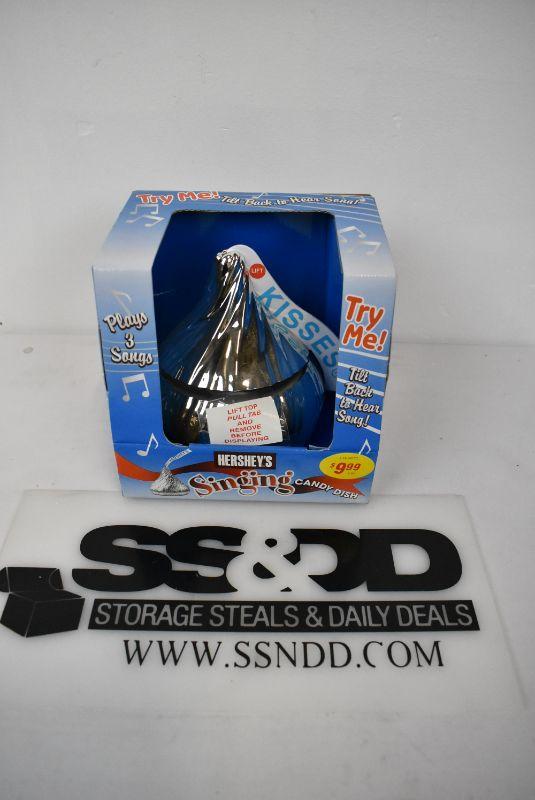 Try Me! Tilt Back to Hear Song!
LIFT
KISSES
Plays
3
Songs
Try
Me!
Tilt
Back
to Hear
Song!
LIFT TOP
PULL TAB
AND
REMOVE
BEFORE
DISPLAYING
HERSHEY'S
Singing CANDY DISH
$9.99
SS&DD
STORAGE STEALS & DAILY DEALS
WWW.SSNDD.COM